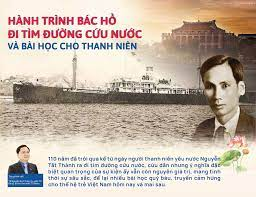 HÀNH TRÌNH BÁC HỒ
ĐI TÌM ĐƯỜNG CỨU NƯỚC
VÀ BÀI HỌC CHO THANH NIÊN
110 năm đã trôi qua kể từ ngày người thanh niên yêu nước Nguyễn
Tất Thành ra đi tìm đường cứu nước, cứu dân nhưng ý nghĩa đặc
biệt quan trọng của sự kiện ấy vẫn còn nguyên giá trị, mang tính
thời sự sâu sắc, để lại nhiều bài học quý báu, truyền cảm hứng
cho thế hệ trẻ Việt Nam hôm nay và mai sau.